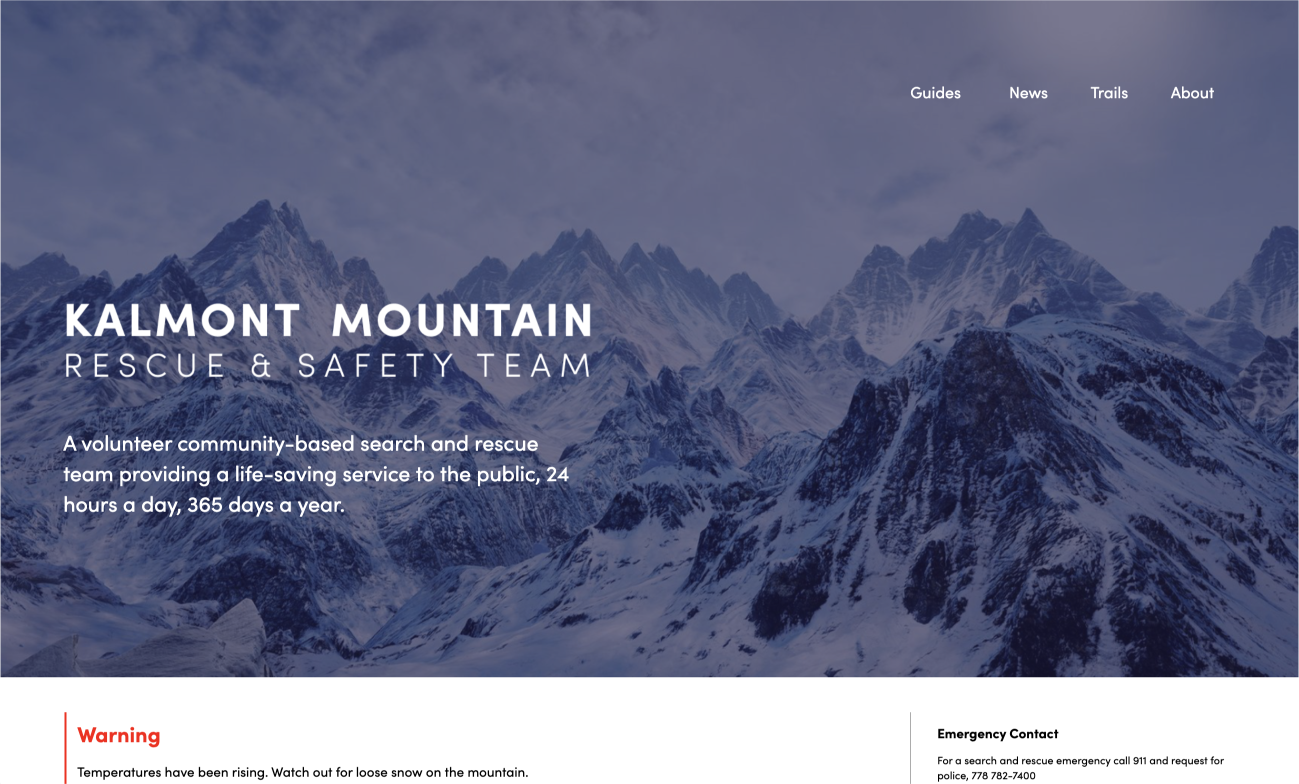 Guides News Trails About
KALMONT MOUNTAIN
RESCUE & SAFETY TEAM
A volunteer community-based search and rescue
team providing a life-saving service to the public, 24
hours a day, 365 days a year.
Warning
Temperatures have been rising. Watch out for loose snow on the mountain.
Emergency Contact
For a search and rescue emergency call 911 and request for
police, 778 782-7400